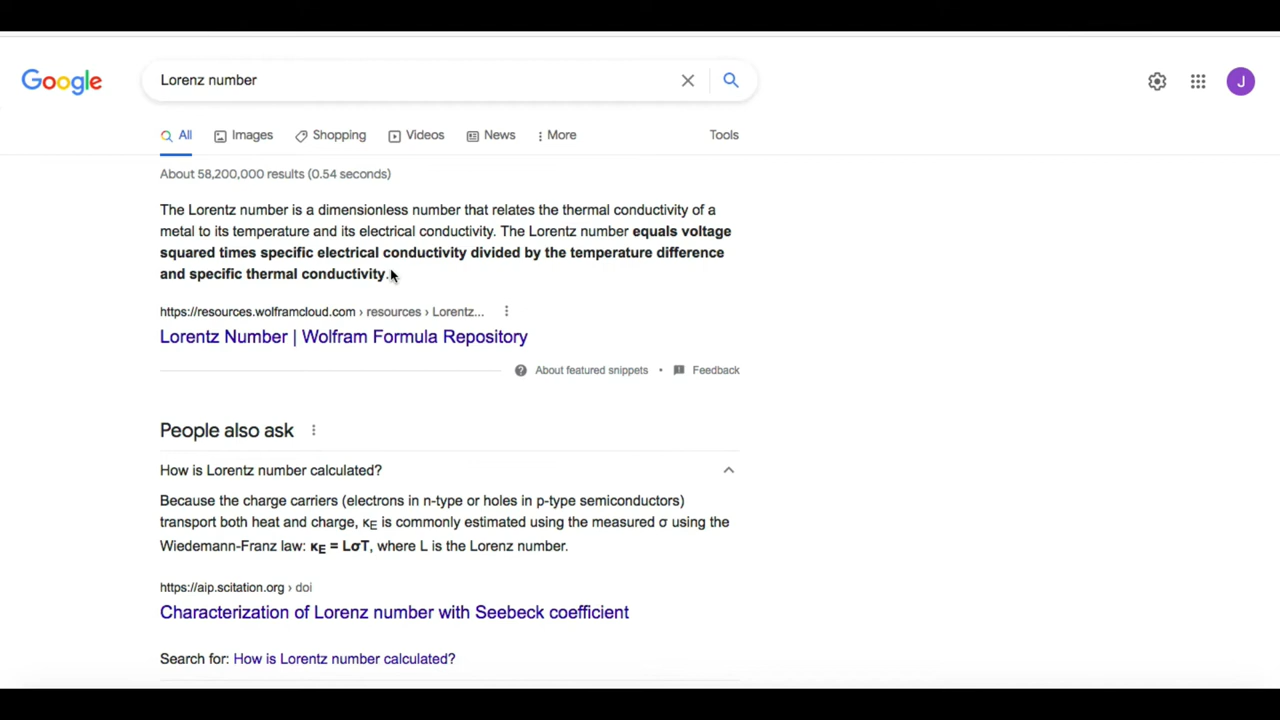 Google
Lorenz number
J
All Images Shopping Videos News More Tools
About 58,200,000 results (0.54 seconds)
The Lorentz number is a dimensionless number that relates the thermal conductivity of a
metal to its temperature and its electrical conductivity. The Lorentz number equals voltage
squared times specific electrical conductivity divided by the temperature difference
and specific thermal conductivity.
https://resources.wolframcloud.com › resources › Lorentz...
Lorentz Number | Wolfram Formula Repository
About featured snippets • Feedback
People also ask
How is Lorentz number calculated?
Because the charge carriers (electrons in n-type or holes in p-type semiconductors)
transport both heat and charge, κE is commonly estimated using the measured σ using the
Wiedemann-Franz law: κE = LσT, where L is the Lorenz number.
https://aip.scitation.org › doi
Characterization of Lorenz number with Seebeck coefficient
Search for: How is Lorentz number calculated?